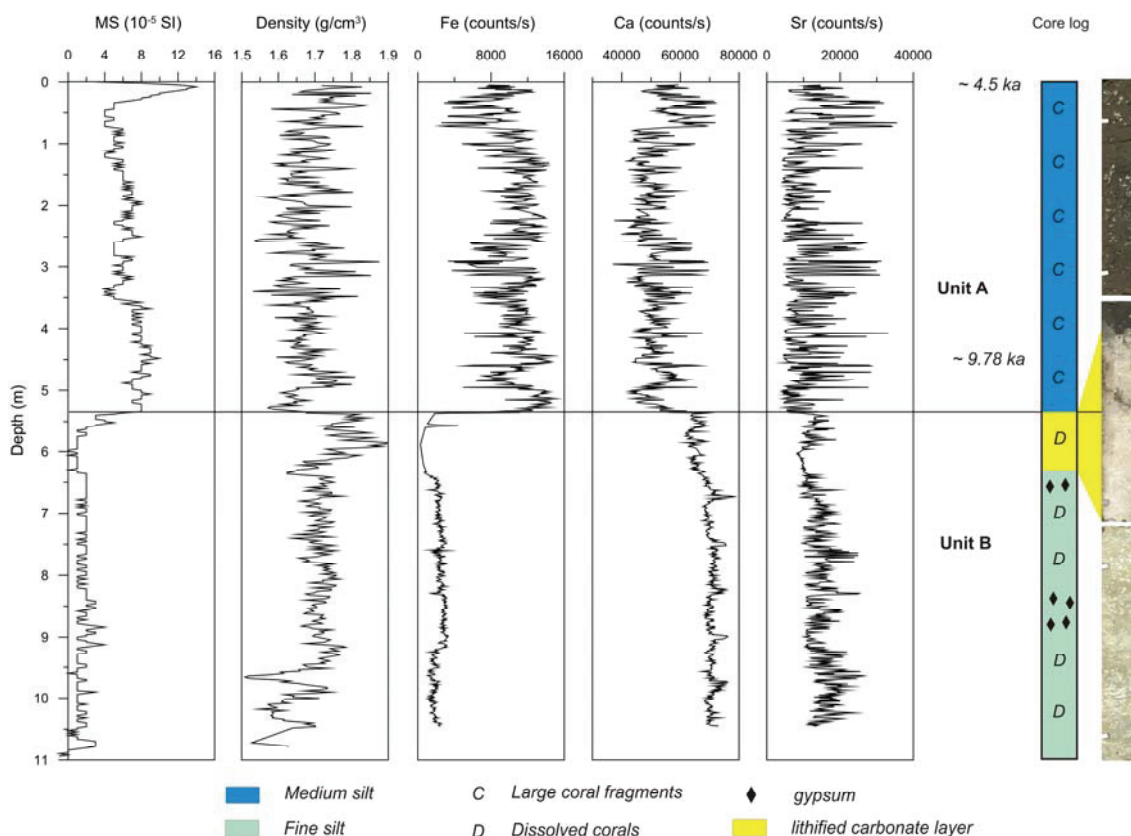 MS (10⁻⁵ SI) Density (g/cm³) Fe (counts/s) Ca (counts/s) Sr (counts/s) Core log
0 4 8 12 16 1.5 1.6 1.7 1.8 1.9 0 8000 16000 40000 60000 80000 0 20000 40000
0
~ 4.5 ka
C
1
C
2
C
3
C
Unit A
4
C
~ 9.78 ka
5
C
Depth (m)
D
6
7
D
Unit B
8
D
9
D
10
D
11
Medium silt C Large coral fragments gypsum
Fine silt D Dissolved corals lithified carbonate layer